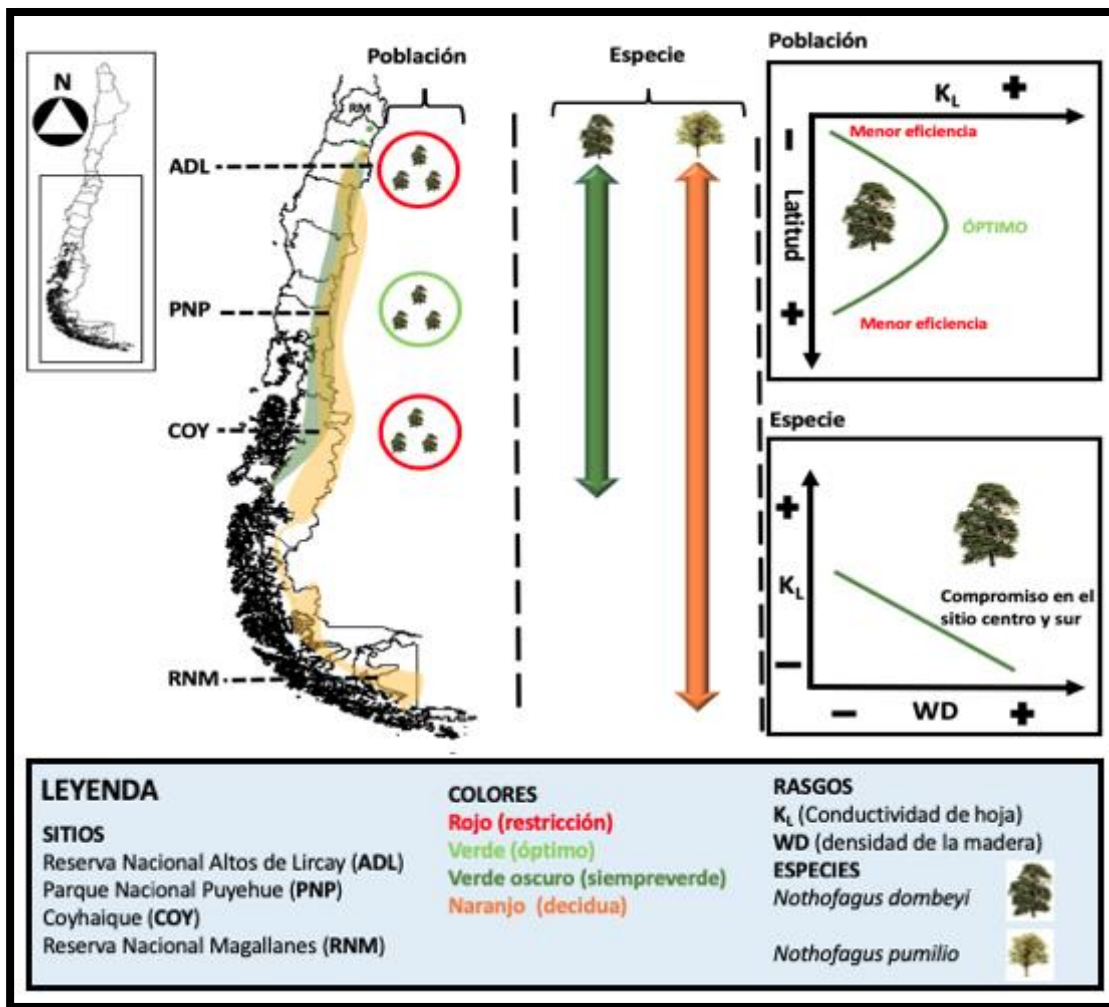 N
Población
RM
ADL
PNP
COY
RNM
Especie
Población
K_L +
Menor eficiencia
-
Latitud
ÓPTIMO
+
Menor eficiencia
Especie
+
K_L
Compromiso en el
sitio centro y sur
-
- WD +
LEYENDA
SITIOS
Reserva Nacional Altos de Lircay (ADL)
Parque Nacional Puyehue (PNP)
Coyhaique (COY)
Reserva Nacional Magallanes (RNM)
COLORES
Rojo (restricción)
Verde (óptimo)
Verde oscuro (siempreverde)
Naranjo (decidua)
RASGOS
K_L (Conductividad de hoja)
WD (densidad de la madera)
ESPECIES
Nothofagus dombeyi
Nothofagus pumilio